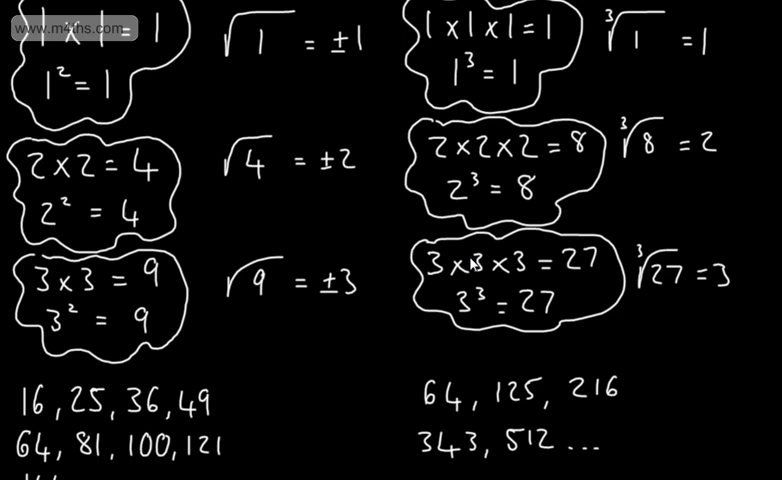 www.m4ths.com
1 x 1 = 1
1² = 1
√1 = ±1
1 x 1 x 1 = 1
1³ = 1
³√1 = 1
2 x 2 = 4
2² = 4
√4 = ±2
2 x 2 x 2 = 8
2³ = 8
³√8 = 2
3 x 3 = 9
3² = 9
√9 = ±3
3 x 3 x 3 = 27
3³ = 27
³√27 = 3
16, 25, 36, 49
64, 81, 100, 121
64, 125, 216
343, 512 ...